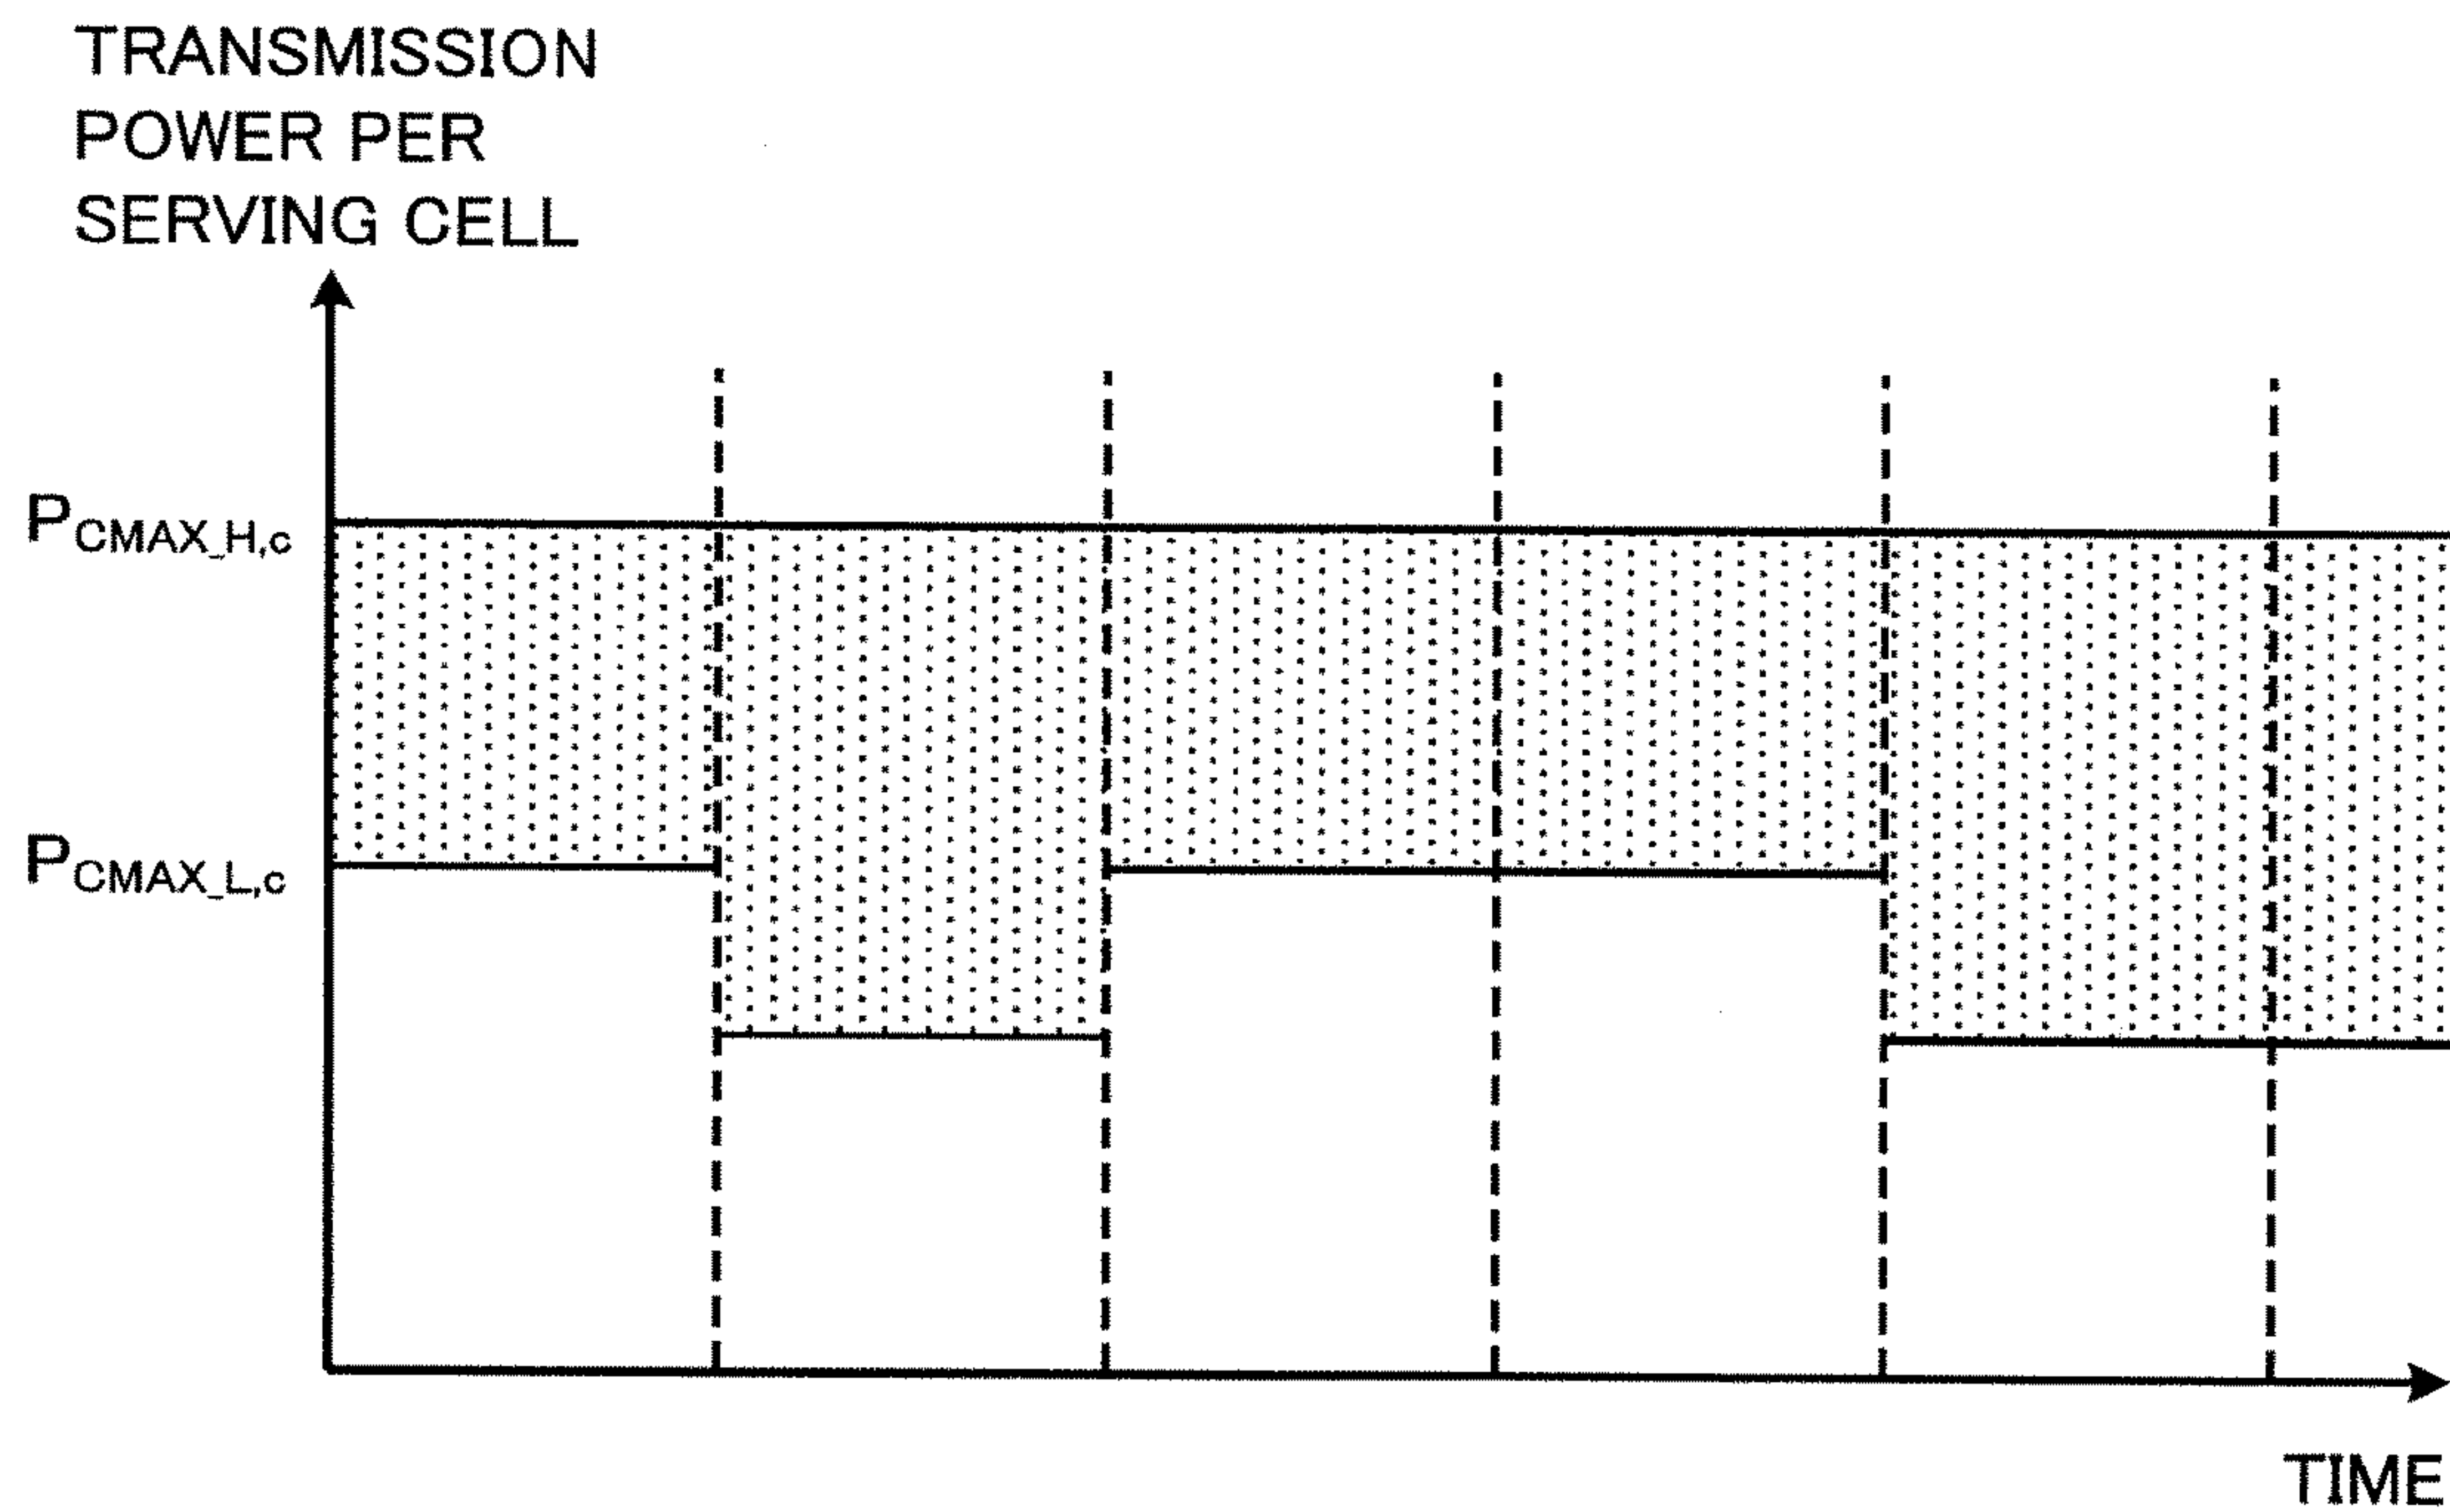 TRANSMISSION
POWER PER
SERVING CELL
PCMAX_H,c
PCMAX_L,c
TIME